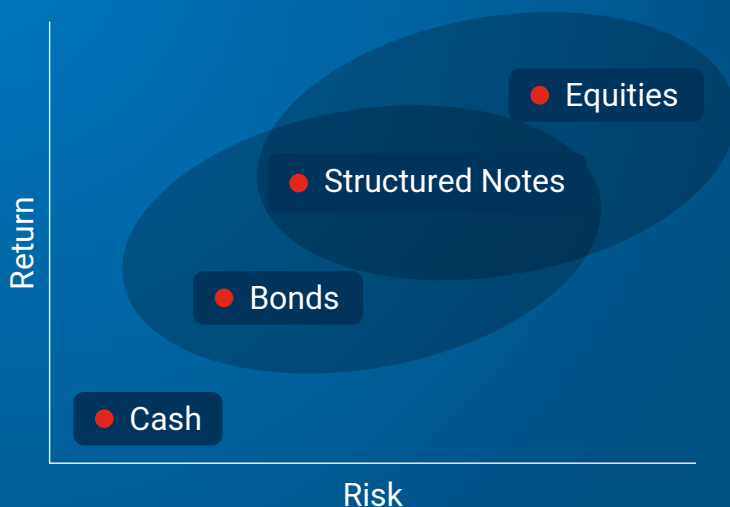 Equities
Structured Notes
Return
Bonds
Cash
Risk